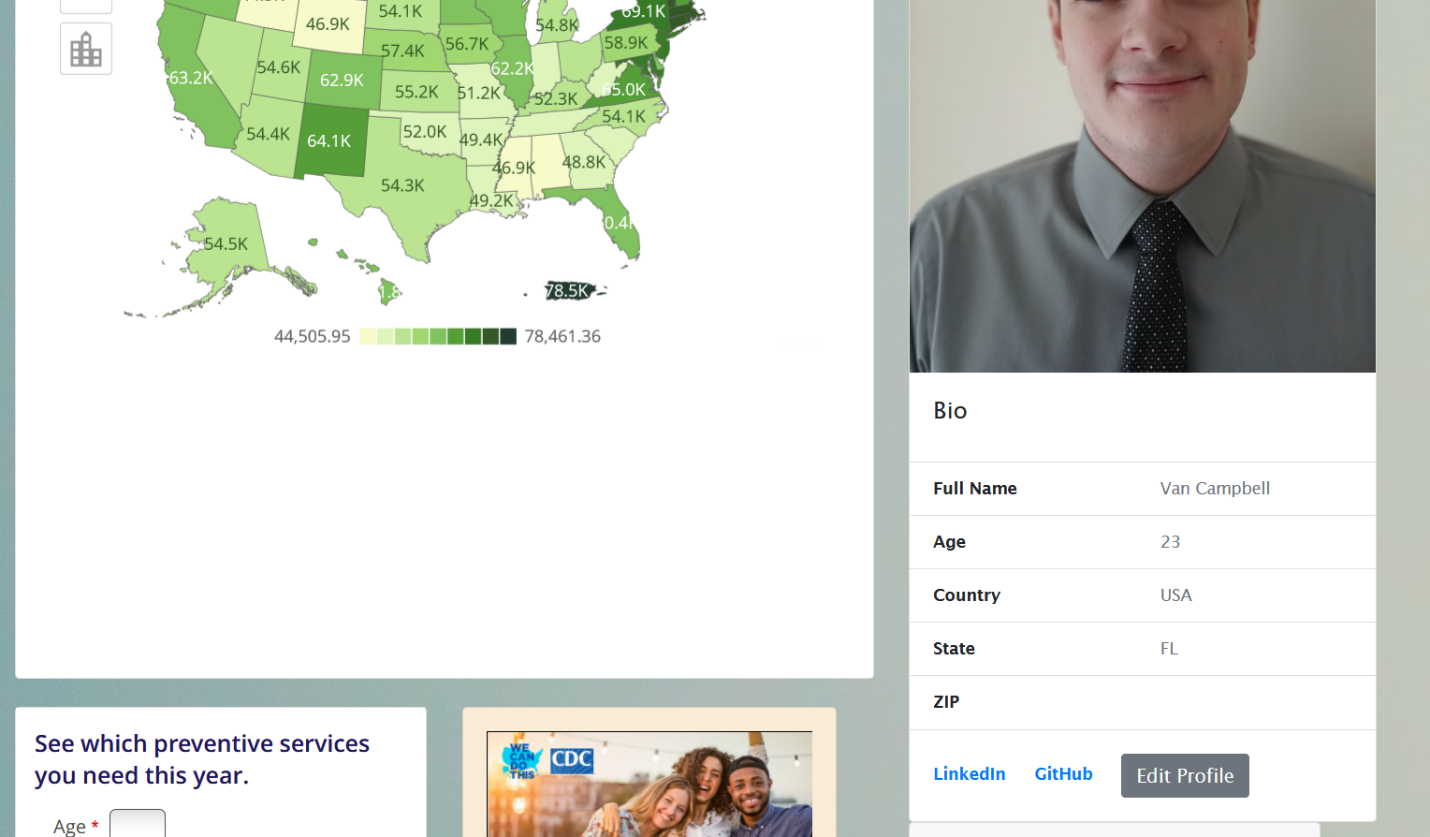 54.1K
46.9K
54.8K
69.1K
57.4K
56.7K
58.9K
63.2K
54.6K
62.9K
62.2K
55.2K
51.2K
52.3K
65.0K
54.4K
64.1K
52.0K
49.4K
54.1K
46.9K
48.8K
54.3K
49.2K
54.5K
78.5K
44,505.95 78,461.36
See which preventive services
you need this year.
Age *
WE
CAN
DO
THIS
CDC
Bio
Full Name Van Campbell
Age 23
Country USA
State FL
ZIP
LinkedIn GitHub Edit Profile